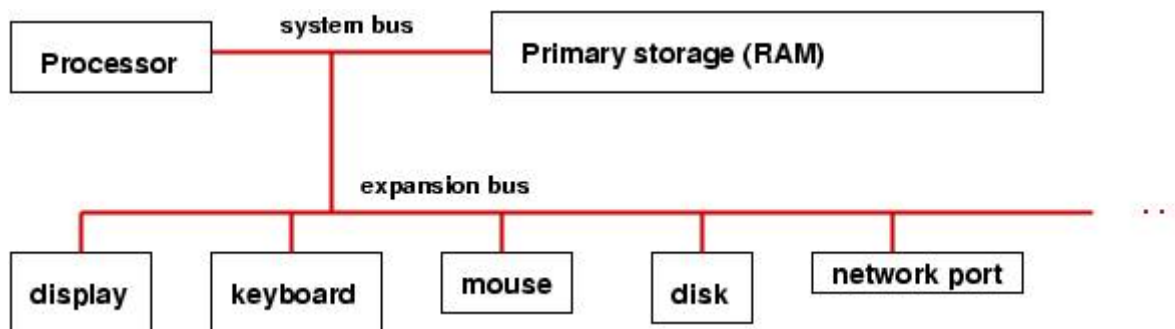 system bus
Processor
Primary storage (RAM)
expansion bus
display
keyboard
mouse
disk
network port
. .